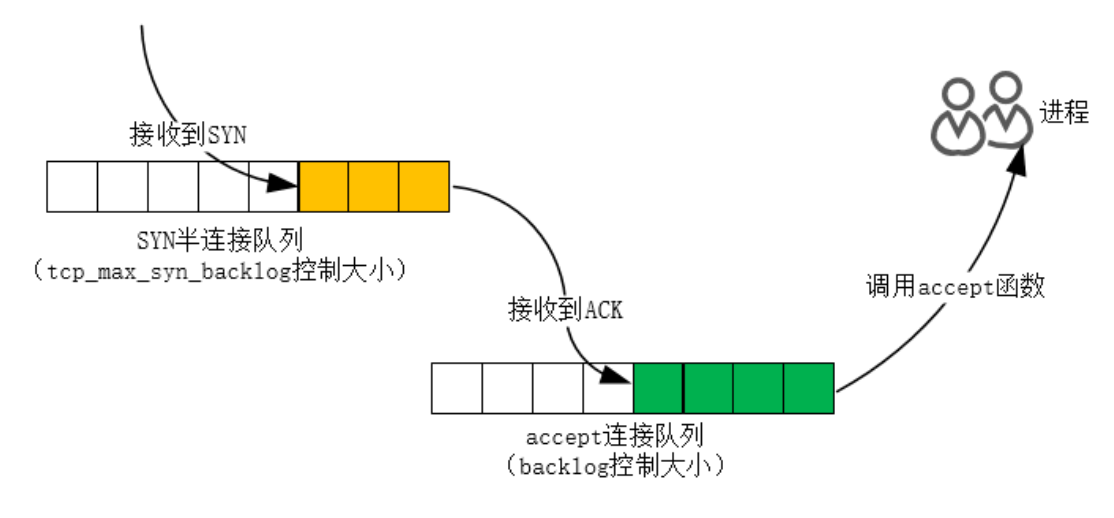 进程
接收到SYN
SYN半连接队列
（tcp_max_syn_backlog控制大小）
调用accept函数
接收到ACK
accept连接队列
（backlog控制大小）